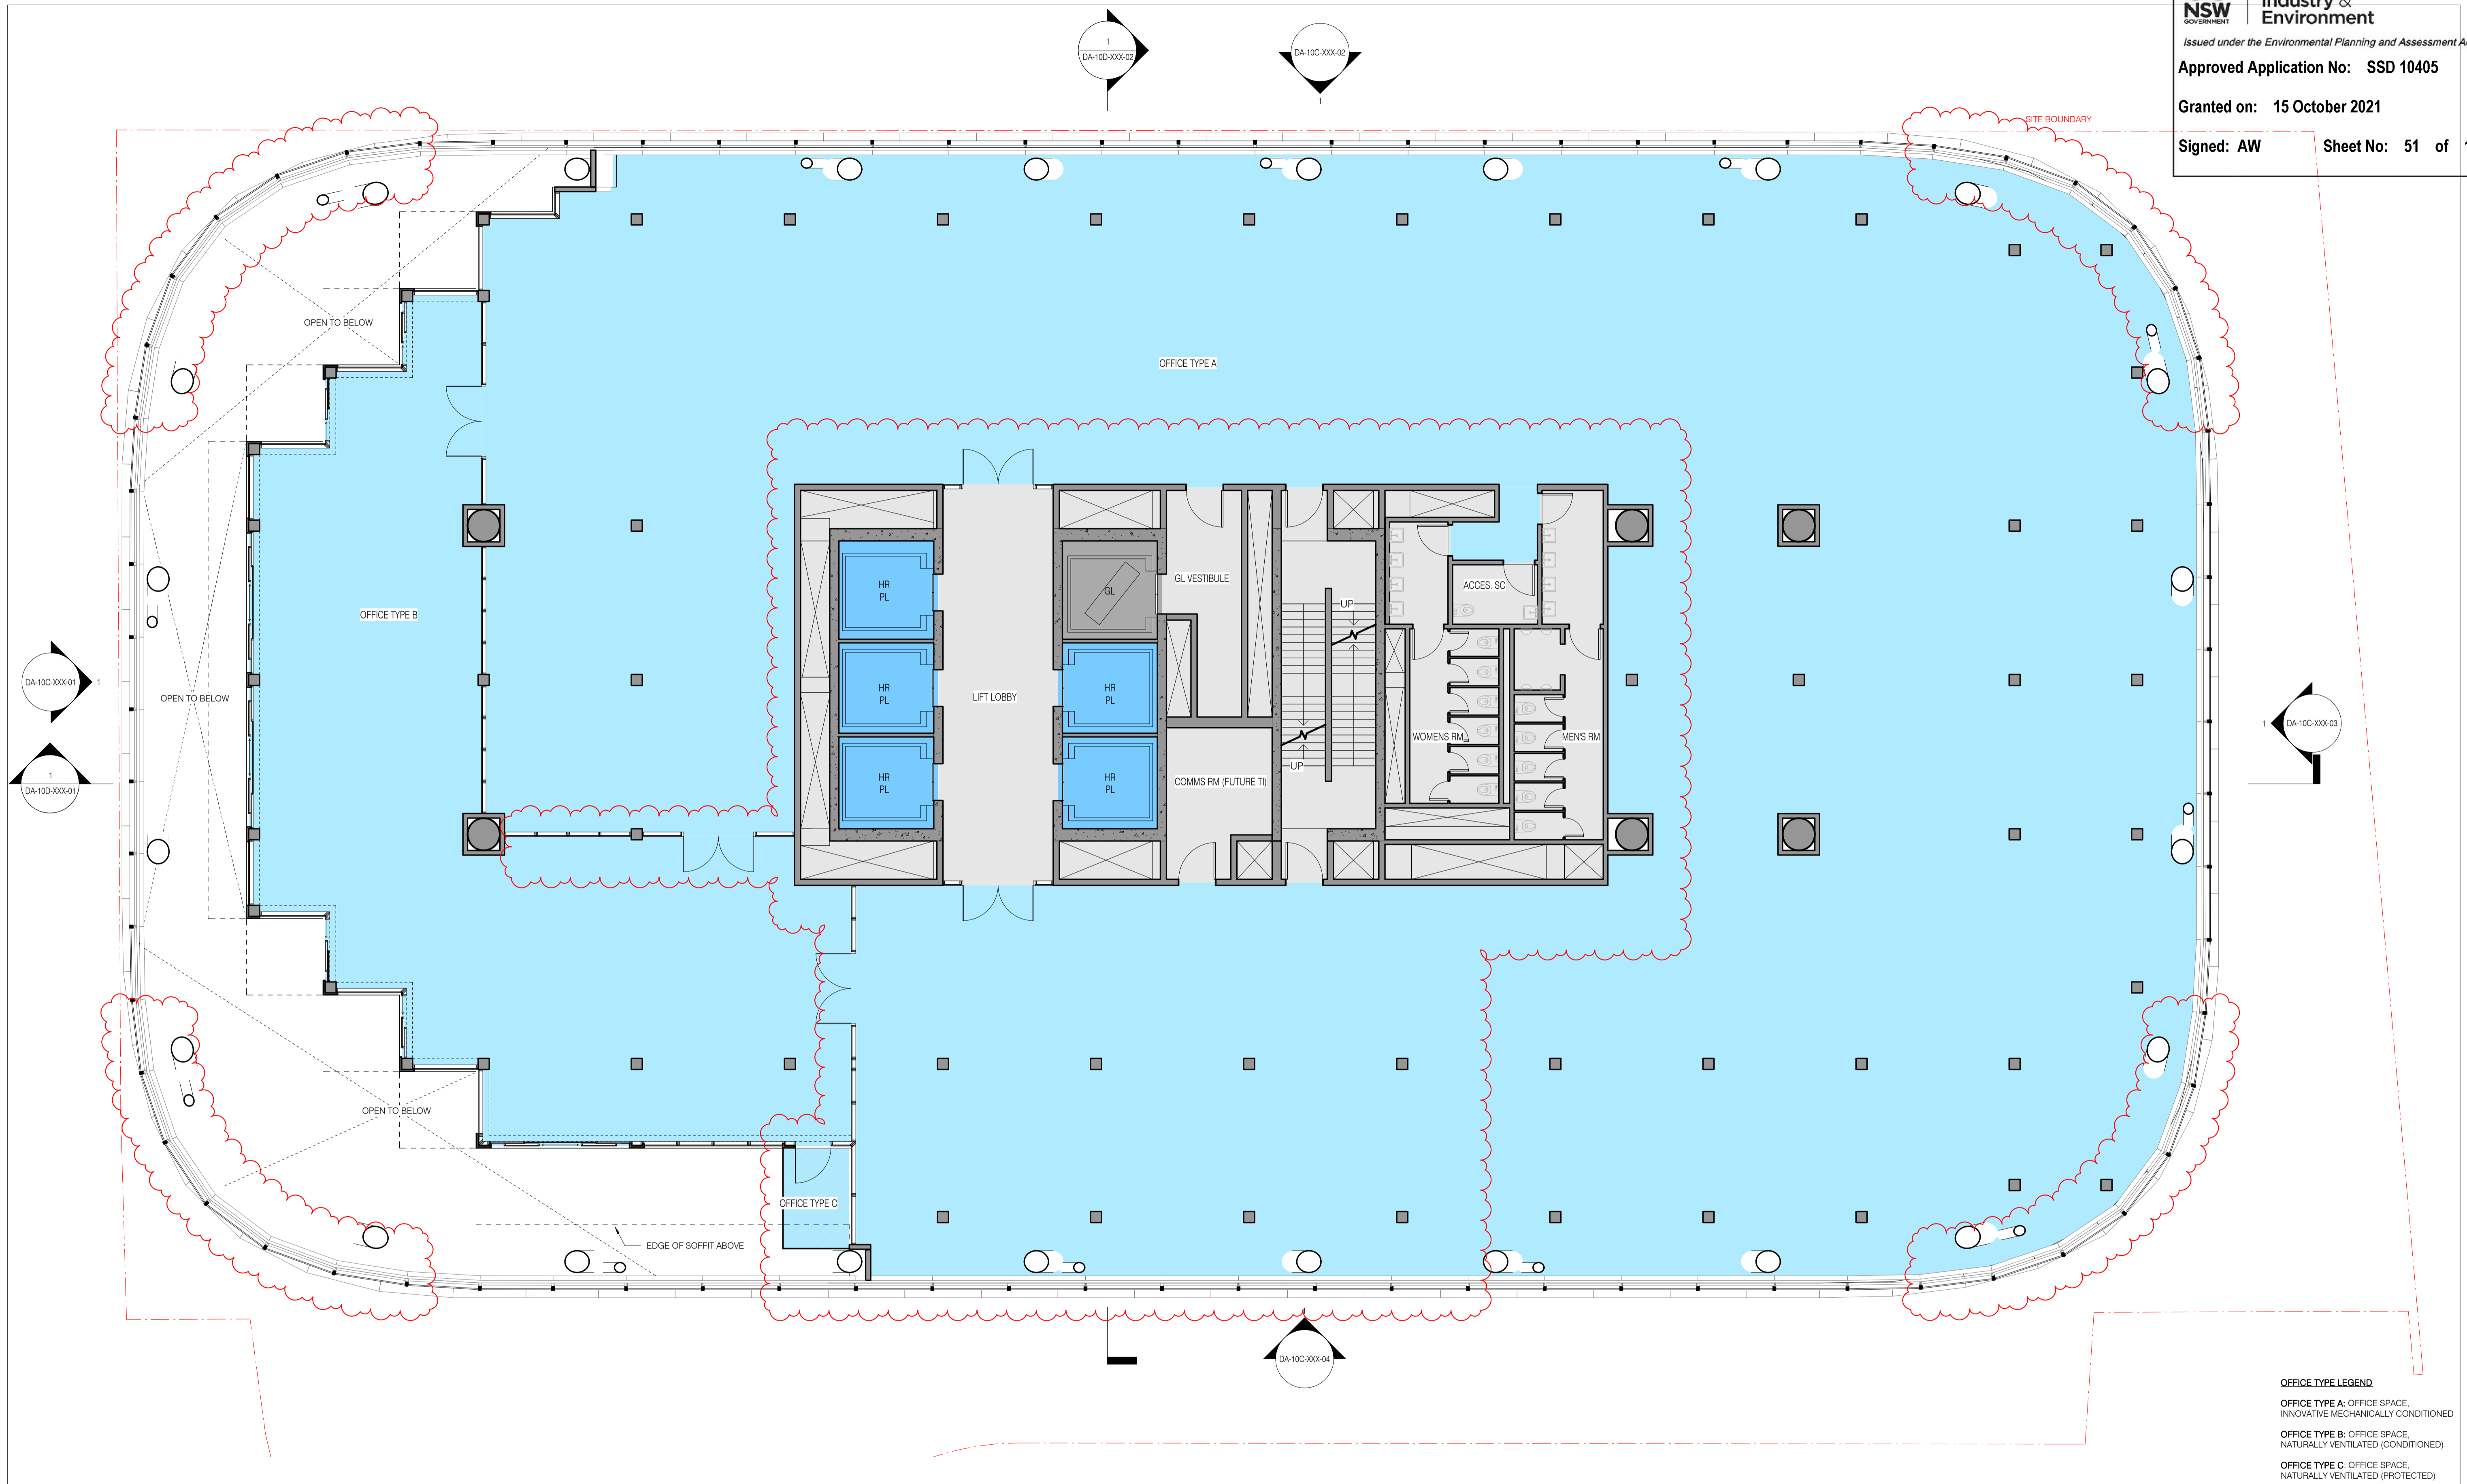 NSW
GOVERNMENT
Industry &
Environment
Issued under the Environmental Planning and Assessment
Approved Application No: SSD 10405
Granted on: 15 October 2021
Signed: AW Sheet No: 51 of
1
DA-10D-XXX-02
DA-10C-XXX-02
1
SITE BOUNDARY
OPEN TO BELOW
OFFICE TYPE A
HR
PL
GL
GL VESTIBULE
ACCES. SC
UP
OFFICE TYPE B
DA-10C-XXX-01
1
OPEN TO BELOW
HR
PL
LIFT LOBBY
HR
PL
WOMENS RM
MEN'S RM
1
DA-10C-XXX-03
1
DA-10D-XXX-01
HR
PL
HR
PL
COMMS RM (FUTURE TI)
UP
OPEN TO BELOW
OFFICE TYPE C
EDGE OF SOFFIT ABOVE
1
DA-10C-XXX-04
OFFICE TYPE LEGEND
OFFICE TYPE A: OFFICE SPACE,
INNOVATIVE MECHANICALLY CONDITIONED
OFFICE TYPE B: OFFICE SPACE,
NATURALLY VENTILATED (CONDITIONED)
OFFICE TYPE C: OFFICE SPACE,
NATURALLY VENTILATED (PROTECTED)